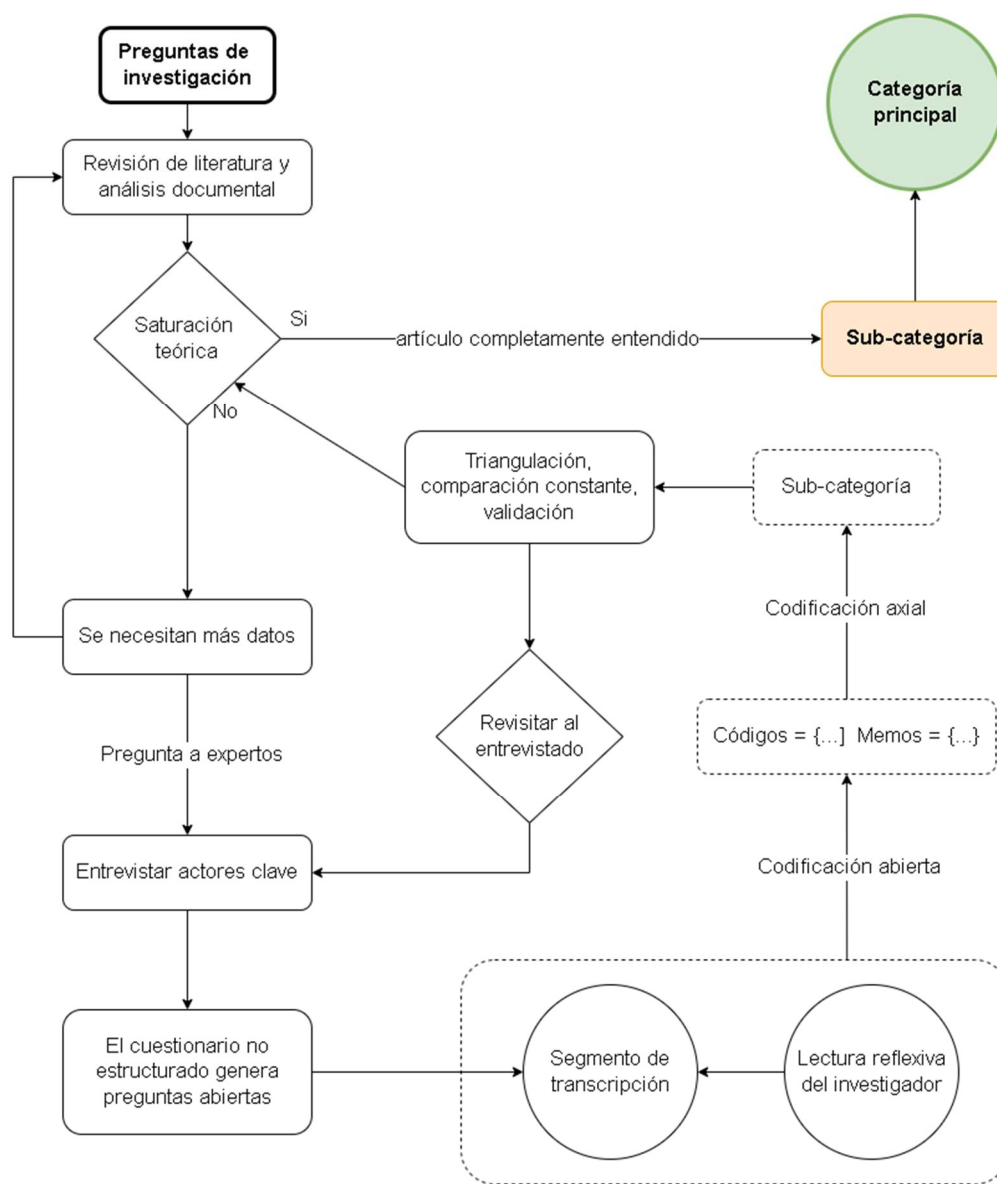 Preguntas de
investigación
Categoría
principal
Revisión de literatura y
análisis documental
Saturación
teórica
Si
artículo completamente entendido
Sub-categoría
No
Triangulación,
comparación constante,
validación
Sub-categoría
Codificación axial
Se necesitan más datos
Revisitar al
entrevistado
Códigos = {...] Memos = {...}
Pregunta a expertos
Entrevistar actores clave
Codificación abierta
El cuestionario no
estructurado genera
preguntas abiertas
Segmento de
transcripción
Lectura reflexiva
del investigador